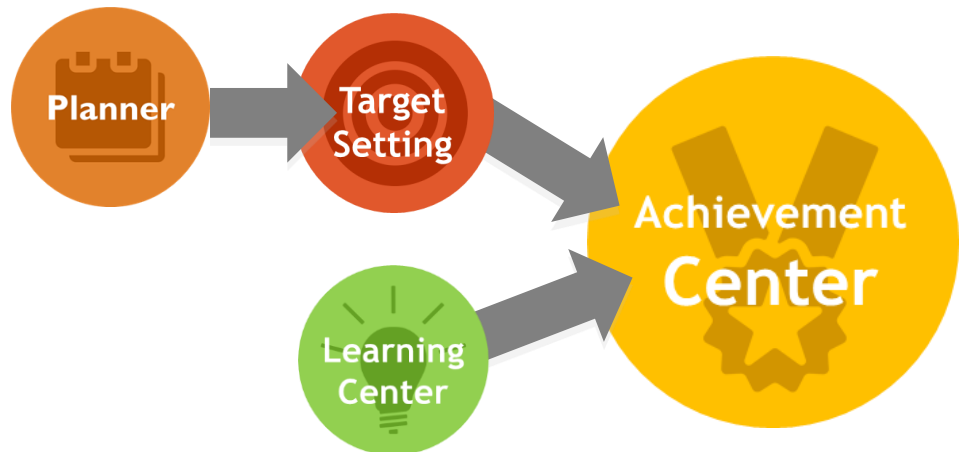 Planner
Target
Setting
Achievement
Center
Learning
Center